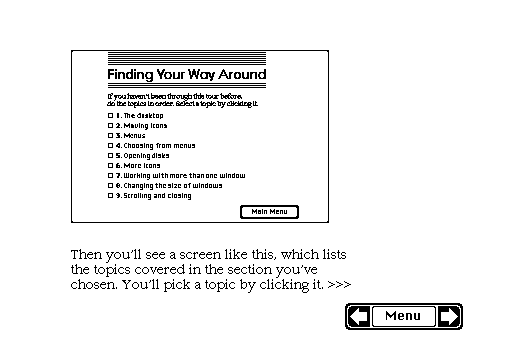 Finding Your Way Around
If you haven't been through this tour before,
do the topics in order. Select a topic by clicking it.
1. The desktop
2. Moving icons
3. Menus
4. Choosing from menus
5. Opening disks
6. More icons
7. Working with more than one window
8. Changing the size of windows
9. Scrolling and closing
Main Menu
Then you'll see a screen like this, which lists
the topics covered in the section you've
chosen. You'll pick a topic by clicking it. >>>
Menu